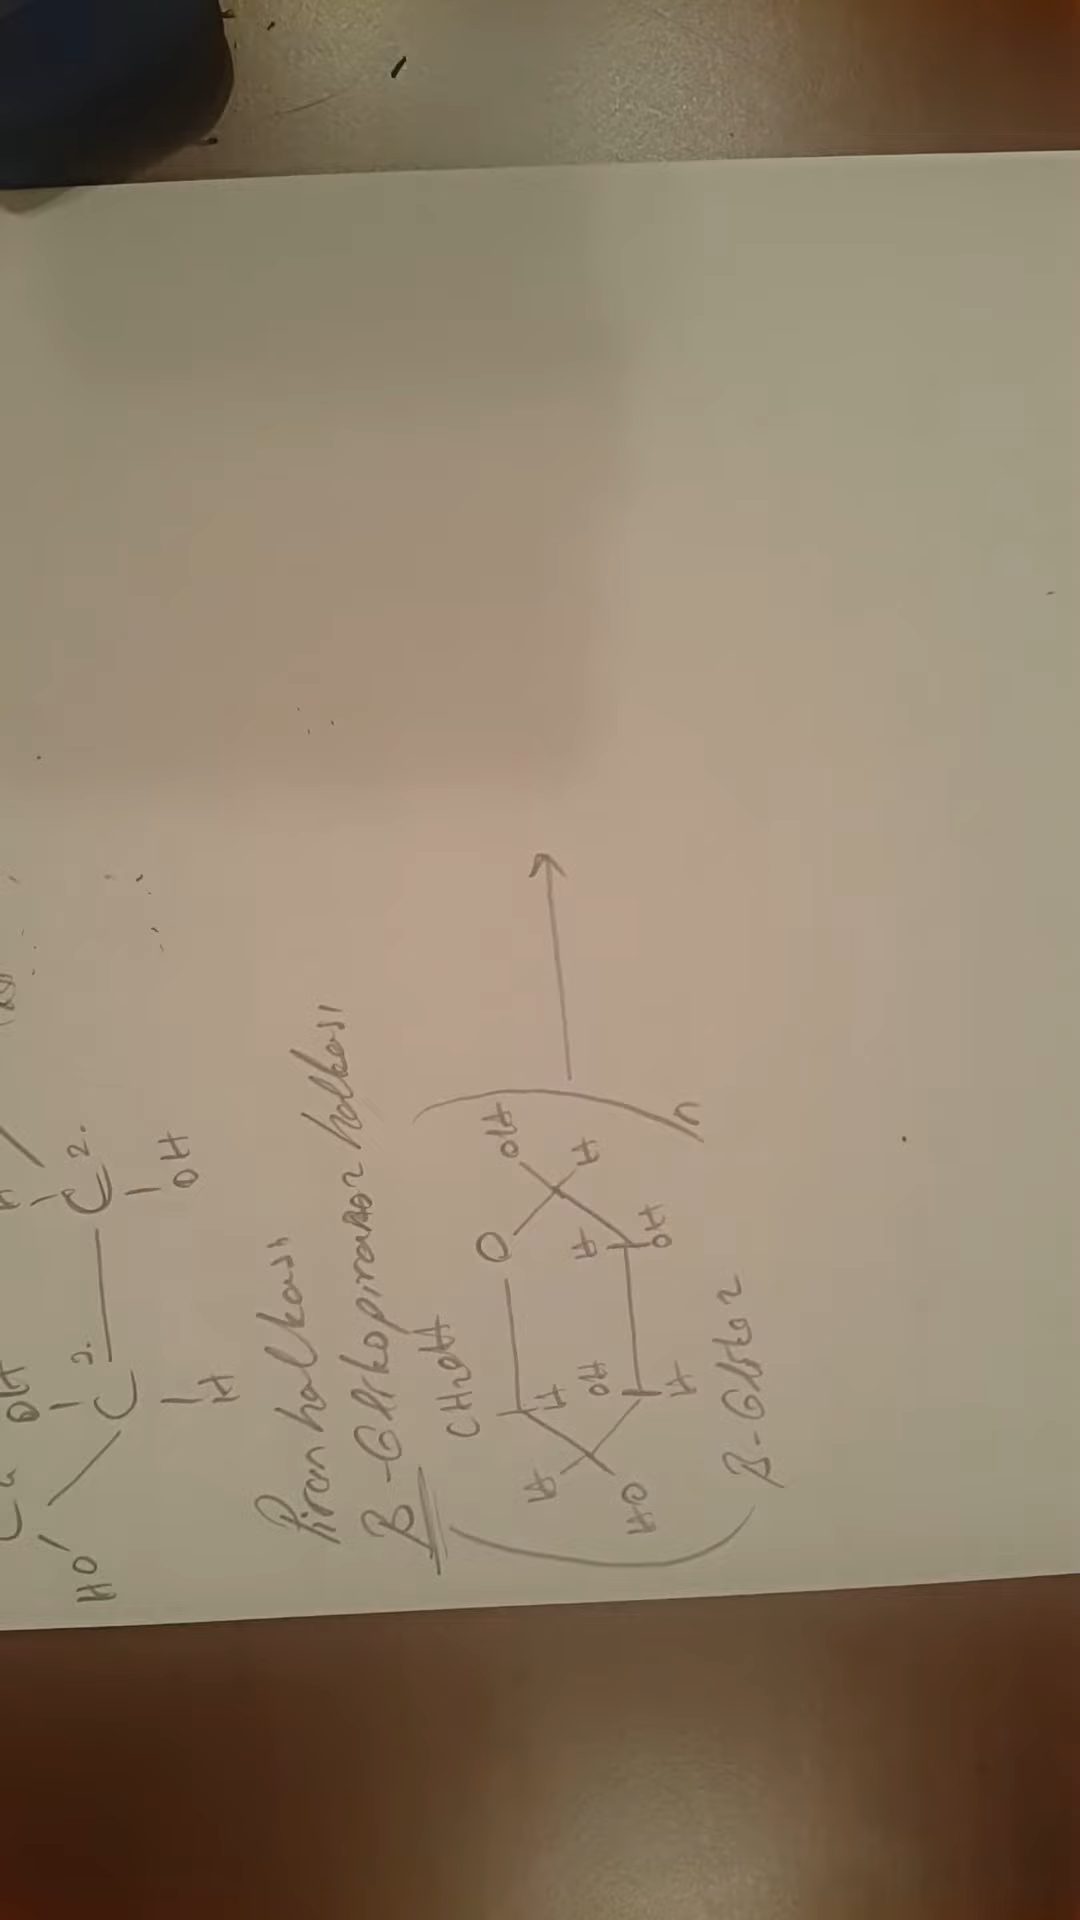 OH
HO C 2. C 2.
H OH
Piran halkası
B-Glikopiranoz halkası
CH2OH
O OH
H H H
H OH H
HO H OH
n
B-Glikoz